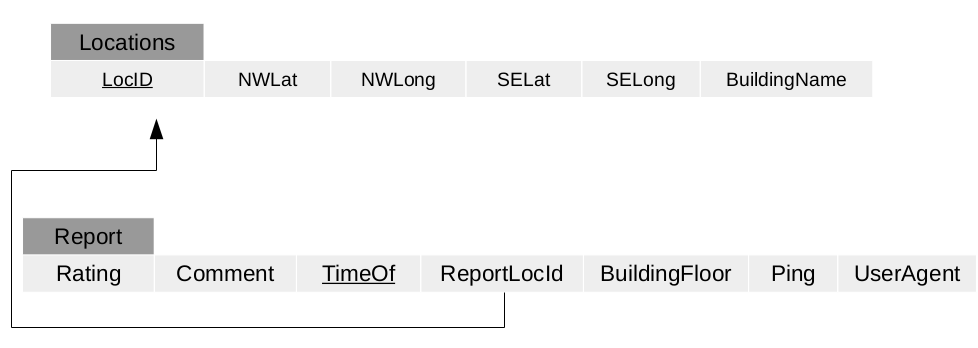 Locations
LocID NWLat NWLong SELat SELong BuildingName
Report
Rating Comment TimeOf ReportLocId BuildingFloor Ping UserAgent